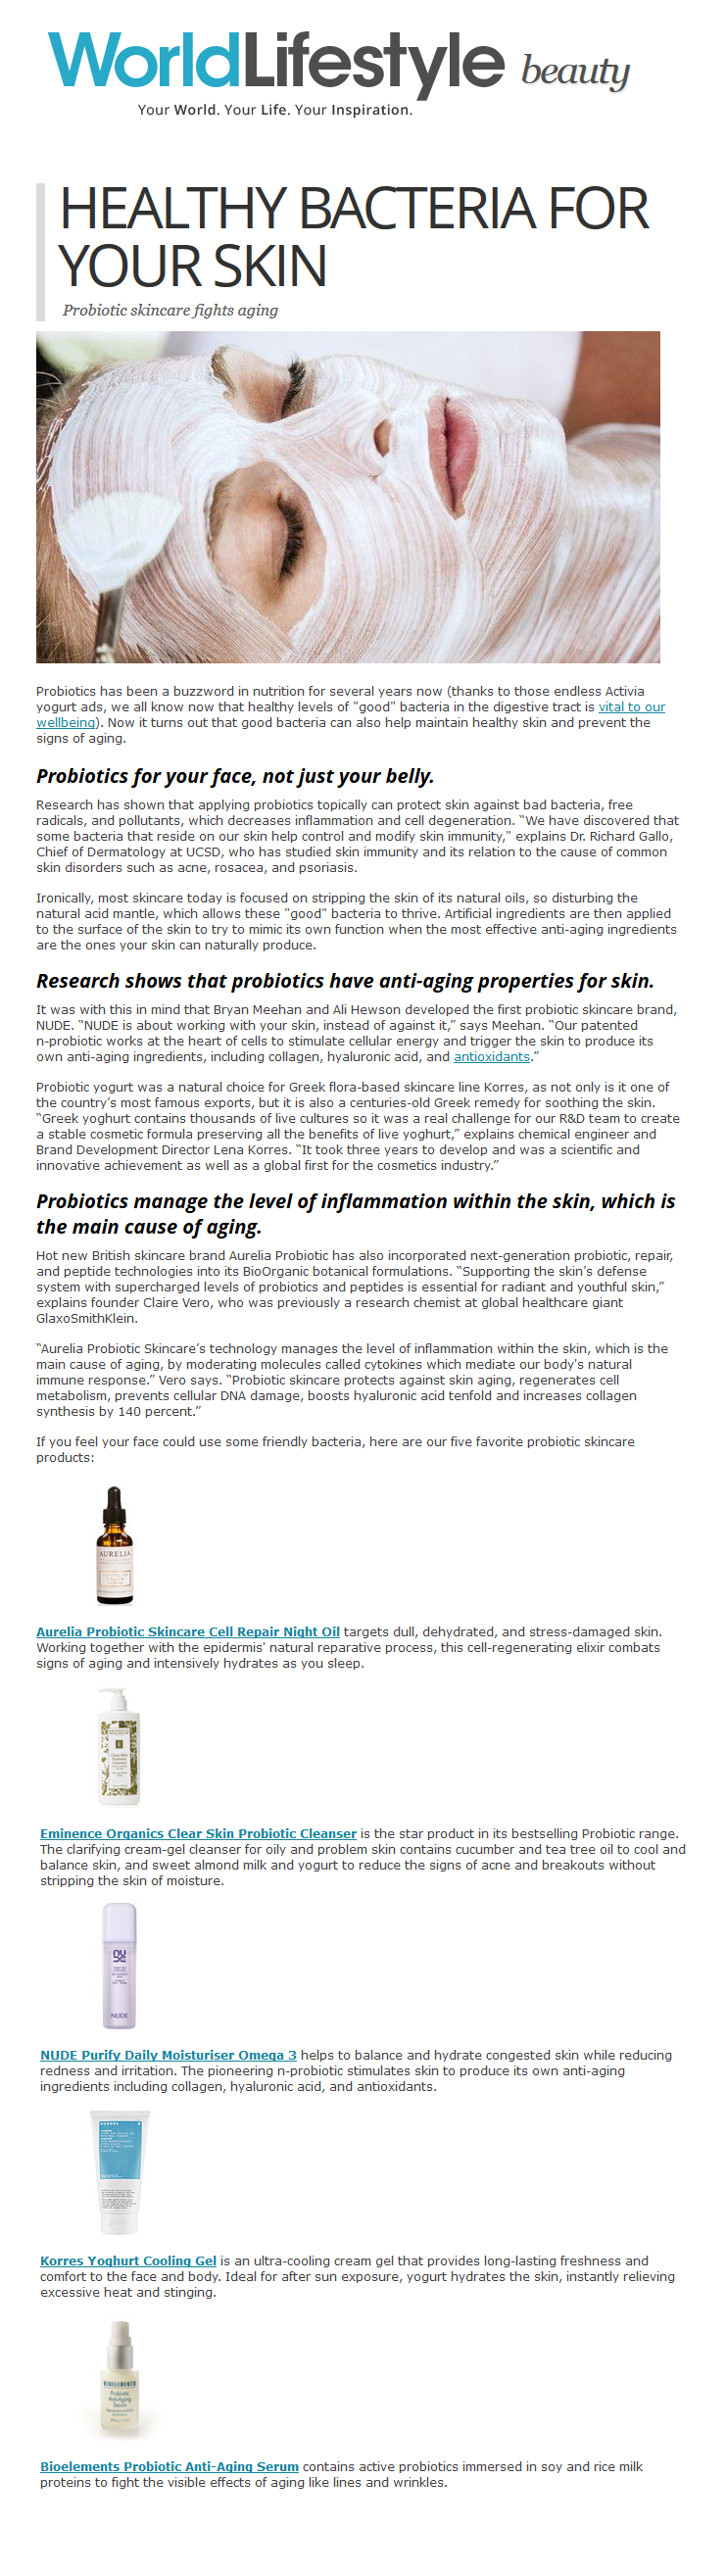 WorldLifestyle beauty
Your World. Your Life. Your Inspiration.
HEALTHY BACTERIA FOR
YOUR SKIN
Probiotic skincare fights aging
Probiotics has been a buzzword in nutrition for several years now (thanks to those endless Activia
yogurt ads, we all know now that healthy levels of "good" bacteria in the digestive tract is vital to our
wellbeing). Now it turns out that good bacteria can also help maintain healthy skin and prevent the
signs of aging.
Probiotics for your face, not just your belly.
Research has shown that applying probiotics topically can protect skin against bad bacteria, free
radicals, and pollutants, which decreases inflammation and cell degeneration. “We have discovered that
some bacteria that reside on our skin help control and modify skin immunity," explains Dr. Richard Gallo,
Chief of Dermatology at UCSD, who has studied skin immunity and its relation to the cause of common
skin disorders such as acne, rosacea, and psoriasis.
Ironically, most skincare today is focused on stripping the skin of its natural oils, so disturbing the
natural acid mantle, which allows these "good" bacteria to thrive. Artificial ingredients are then applied
to the surface of the skin to try to mimic its own function when the most effective anti-aging ingredients
are the ones your skin can naturally produce.
Research shows that probiotics have anti-aging properties for skin.
It was with this in mind that Bryan Meehan and Ali Hewson developed the first probiotic skincare brand,
NUDE. “NUDE is about working with your skin, instead of against it,” says Meehan. “Our patented
n-probiotic works at the heart of cells to stimulate cellular energy and trigger the skin to produce its
own anti-aging ingredients, including collagen, hyaluronic acid, and antioxidants.”
Probiotic yogurt was a natural choice for Greek flora-based skincare line Korres, as not only is it one of
the country’s most famous exports, but it is also a centuries-old Greek remedy for soothing the skin.
“Greek yoghurt contains thousands of live cultures so it was a real challenge for our R&D team to create
a stable cosmetic formula preserving all the benefits of live yoghurt,” explains chemical engineer and
Brand Development Director Lena Korres. “It took three years to develop and was a scientific and
innovative achievement as well as a global first for the cosmetics industry.”
Probiotics manage the level of inflammation within the skin, which is
the main cause of aging.
Hot new British skincare brand Aurelia Probiotic has also incorporated next-generation probiotic, repair,
and peptide technologies into its BioOrganic botanical formulations. “Supporting the skin’s defense
system with supercharged levels of probiotics and peptides is essential for radiant and youthful skin,”
explains founder Claire Vero, who was previously a research chemist at global healthcare giant
GlaxoSmithKlein.
“Aurelia Probiotic Skincare’s technology manages the level of inflammation within the skin, which is the
main cause of aging, by moderating molecules called cytokines which mediate our body's natural
immune response.” Vero says. “Probiotic skincare protects against skin aging, regenerates cell
metabolism, prevents cellular DNA damage, boosts hyaluronic acid tenfold and increases collagen
synthesis by 140 percent.”
If you feel your face could use some friendly bacteria, here are our five favorite probiotic skincare
products:
AURELIA
Aurelia Probiotic Skincare Cell Repair Night Oil targets dull, dehydrated, and stress-damaged skin.
Working together with the epidermis' natural reparative process, this cell-regenerating elixir combats
signs of aging and intensively hydrates as you sleep.
Clear Skin
Probiotic
Cleanser
Eminence Organics Clear Skin Probiotic Cleanser is the star product in its bestselling Probiotic range.
The clarifying cream-gel cleanser for oily and problem skin contains cucumber and tea tree oil to cool and
balance skin, and sweet almond milk and yogurt to reduce the signs of acne and breakouts without
stripping the skin of moisture.
NUDE
NUDE
NUDE Purify Daily Moisturiser Omega 3 helps to balance and hydrate congested skin while reducing
redness and irritation. The pioneering n-probiotic stimulates skin to produce its own anti-aging
ingredients including collagen, hyaluronic acid, and antioxidants.
KORRES
Korres Yoghurt Cooling Gel is an ultra-cooling cream gel that provides long-lasting freshness and
comfort to the face and body. Ideal for after sun exposure, yogurt hydrates the skin, instantly relieving
excessive heat and stinging.
BIOELEMENTS
Probiotic
Anti-Aging
Serum
Bioelements Probiotic Anti-Aging Serum contains active probiotics immersed in soy and rice milk
proteins to fight the visible effects of aging like lines and wrinkles.